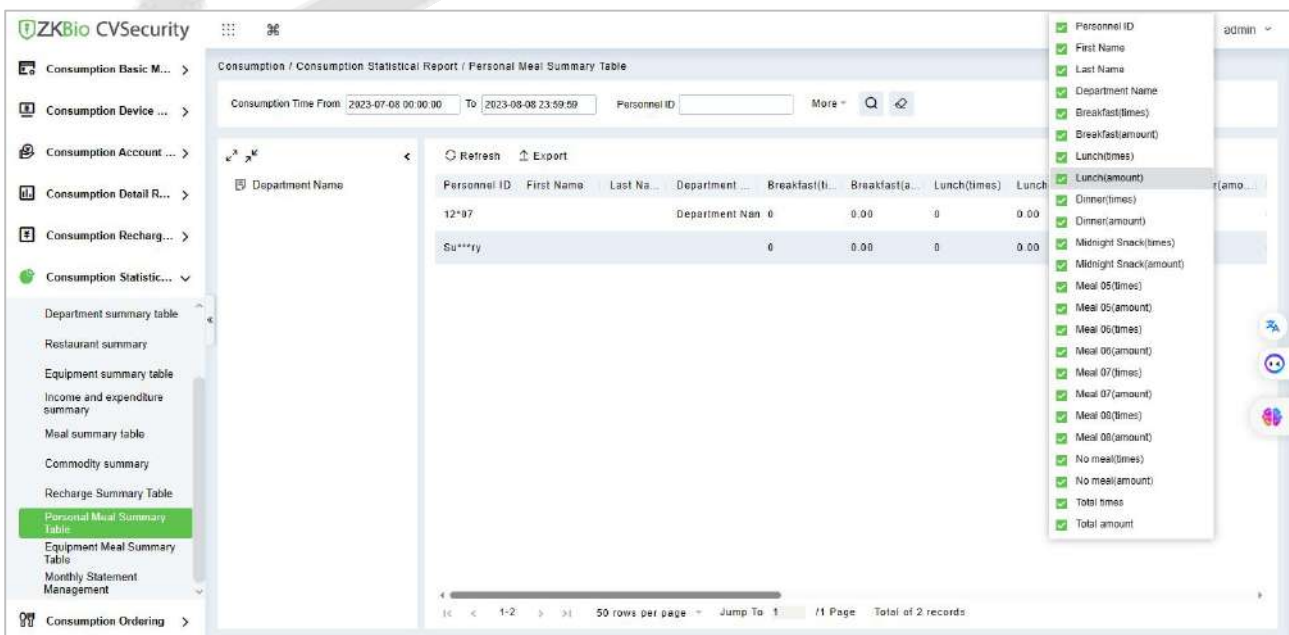 ZKBio CVSecurity
admin
Consumption Basic M...
Consumption Device ...
Consumption Account ...
Consumption Detail R...
Consumption Recharg...
Consumption Statistic...
Department summary table
Restaurant summary
Equipment summary table
Income and expenditure
summary
Meal summary table
Commodity summary
Recharge Summary Table
Personal Meal Summary
Table
Equipment Meal Summary
Table
Monthly Statement
Management
Consumption Ordering
Consumption / Consumption Statistical Report / Personal Meal Summary Table
Consumption Time From 2023-07-08 00:00:00 To 2023-08-08 23:59:59 Personnel ID More
Department Name
Refresh Export
Personnel ID First Name Last Na... Department ... Breakfast(ti... Breakfast(a... Lunch(times) Lunch r(amo...
12*87 Department Nan 0 0.00 0 0.00
Su***ry 0 0.00 0 0.00
1-2 50 rows per page Jump To 1 /1 Page Total of 2 records
Personnel ID
First Name
Last Name
Department Name
Breakfast(times)
Breakfast(amount)
Lunch(times)
Lunch(amount)
Dinner(times)
Dinner(amount)
Midnight Snack(times)
Midnight Snack(amount)
Meal 05(times)
Meal 05(amount)
Meal 06(times)
Meal 06(amount)
Meal 07(times)
Meal 07(amount)
Meal 08(times)
Meal 08(amount)
No meal(times)
No meal(amount)
Total times
Total amount